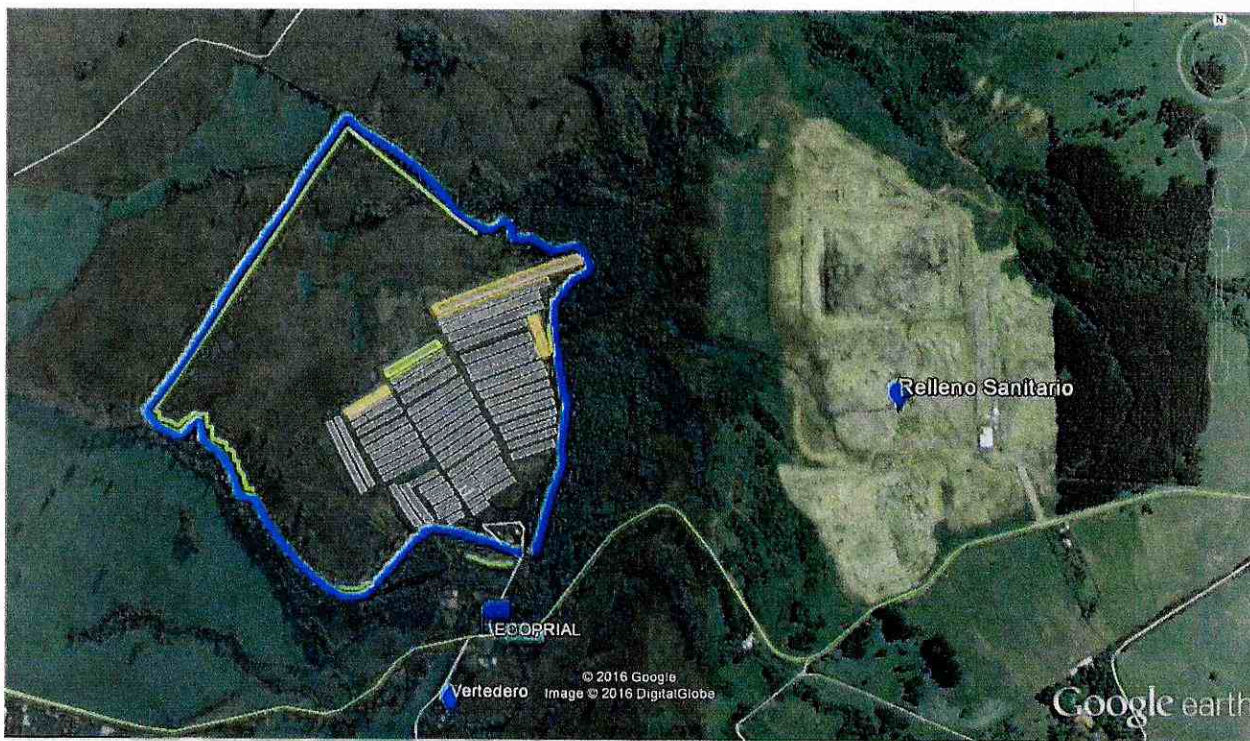 N
Relleno Sanitario
ECOPRIAL
Vertedero
© 2016 Google
Image © 2016 DigitalGlobe
Google earth